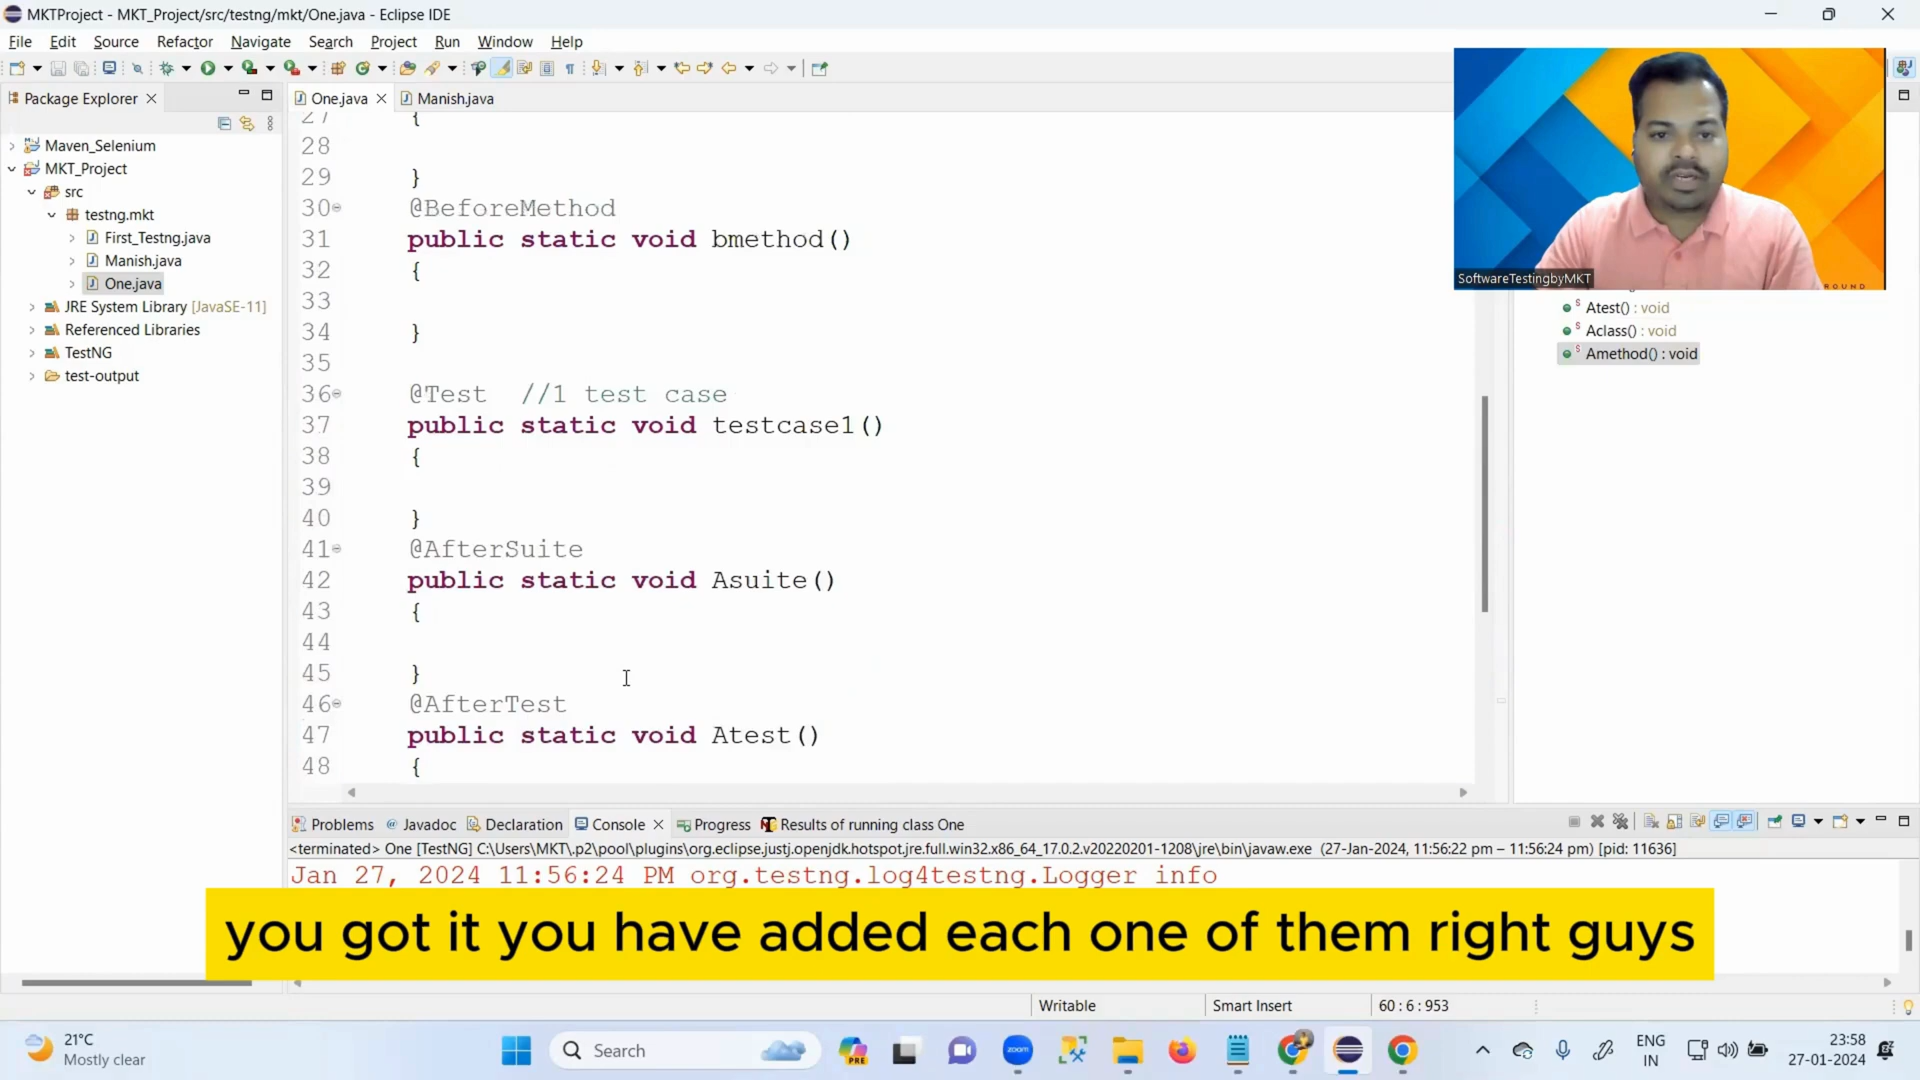 MKTProject - MKT_Project/src/testng/mkt/One.java - Eclipse IDE
File Edit Source Refactor Navigate Search Project Run Window Help
Package Explorer
One.java
Manish.java
Maven_Selenium
MKT_Project
src
testng.mkt
First_Testng.java
Manish.java
One.java
JRE System Library [JavaSE-11]
Referenced Libraries
TestNG
test-output
27 {
28
29 }
30 @BeforeMethod
31 public static void bmethod()
32 {
33
34 }
35
36 @Test //1 test case
37 public static void testcase1()
38 {
39
40 }
41 @AfterSuite
42 public static void Asuite()
43 {
44
45 }
46 @AfterTest
47 public static void Atest()
48 {
SoftwareTestingbyMKT
ROUND
Atest() : void
Aclass() : void
Amethod() : void
Problems Javadoc Declaration Console Progress Results of running class One
<terminated> One [TestNG] C:\Users\MKT\.p2\pool\plugins\org.eclipse.justj.openjdk.hotspot.jre.full.win32.x86_64_17.0.2.v20220201-1208\jre\bin\javaw.exe (27-Jan-2024, 11:56:22 pm – 11:56:24 pm) [pid: 11636]
Jan 27, 2024 11:56:24 PM org.testng.log4testng.Logger info
you got it you have added each one of them right guys
Writable
Smart Insert
60 : 6 : 953
21°C
Mostly clear
Search
PRE
zoom
ENG
IN
23:58
27-01-2024